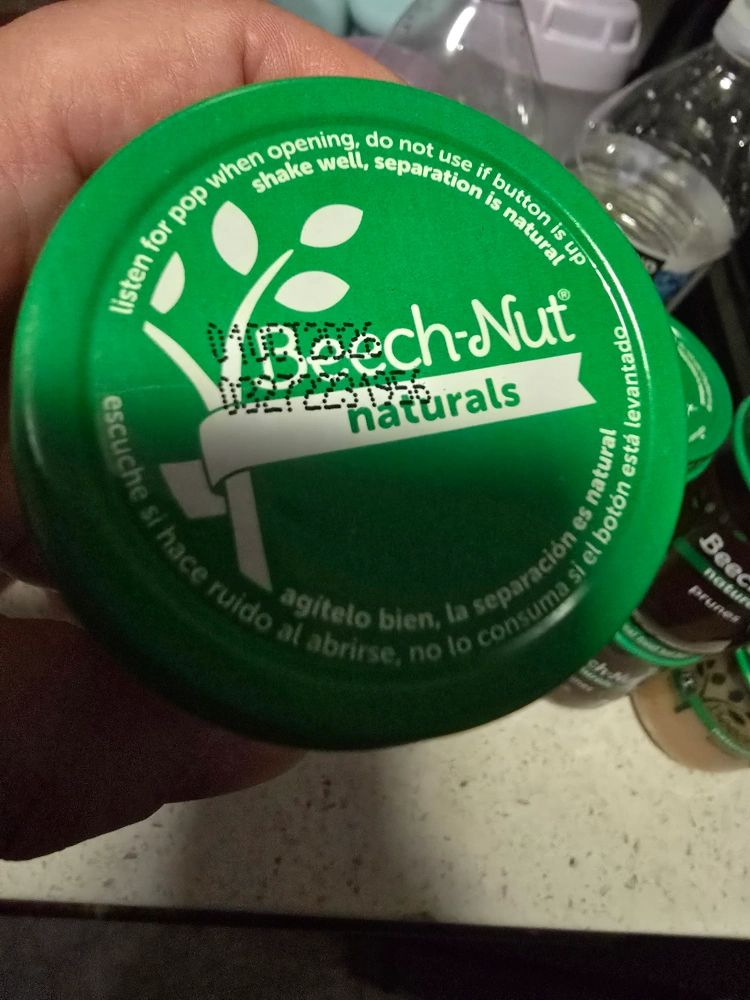 listen for pop when opening, do not use if button is up
shake well, separation is natural
Beech-Nut®
naturals
agítelo bien, la separación es natural
escuche si hace ruido al abrirse, no lo consuma si el botón está levantado
prunes